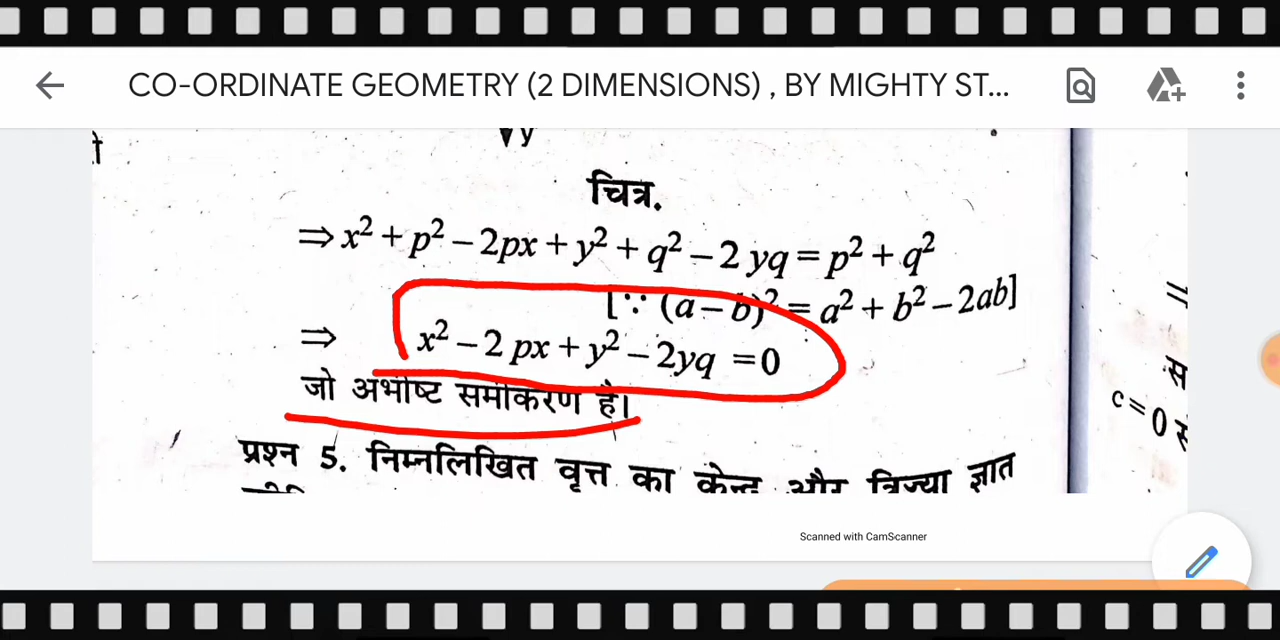 CO-ORDINATE GEOMETRY (2 DIMENSIONS) , BY MIGHTY ST...
y
चित्र.
⇒ x² + p² − 2px + y² + q² − 2 yq = p² + q²
[∵ (a − b)² = a² + b² − 2ab]
⇒ x² − 2 px + y² − 2yq = 0
जो अभीष्ट समीकरण है।
प्रश्न 5. निम्नलिखित वृत्त का केन्द्र और त्रिज्या ज्ञात
c = 0
Scanned with CamScanner